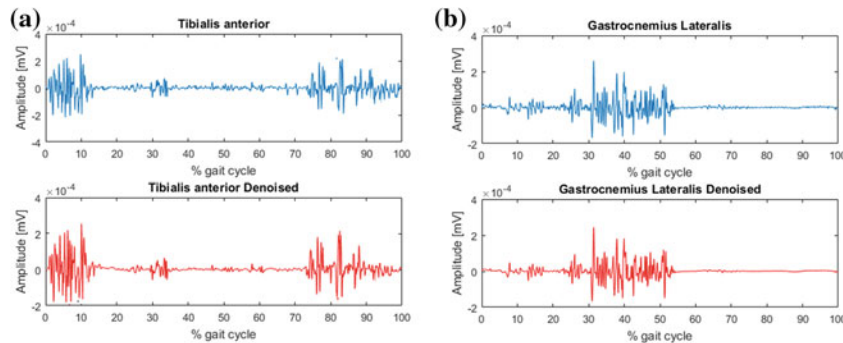 (a)
Tibialis anterior
×10⁻⁴
Amplitude [mV]
4
2
0
-2
-4
0 10 20 30 40 50 60 70 80 90 100
% gait cycle
Tibialis anterior Denoised
×10⁻⁴
Amplitude [mV]
4
2
0
-2
0 10 20 30 40 50 60 70 80 90 100
% gait cycle
(b)
Gastrocnemius Lateralis
×10⁻⁴
Amplitude [mV]
4
2
0
-2
0 10 20 30 40 50 60 70 80 90 100
% gait cycle
Gastrocnemius Lateralis Denoised
×10⁻⁴
Amplitude [mV]
4
2
0
-2
0 10 20 30 40 50 60 70 80 90 100
% gait cycle